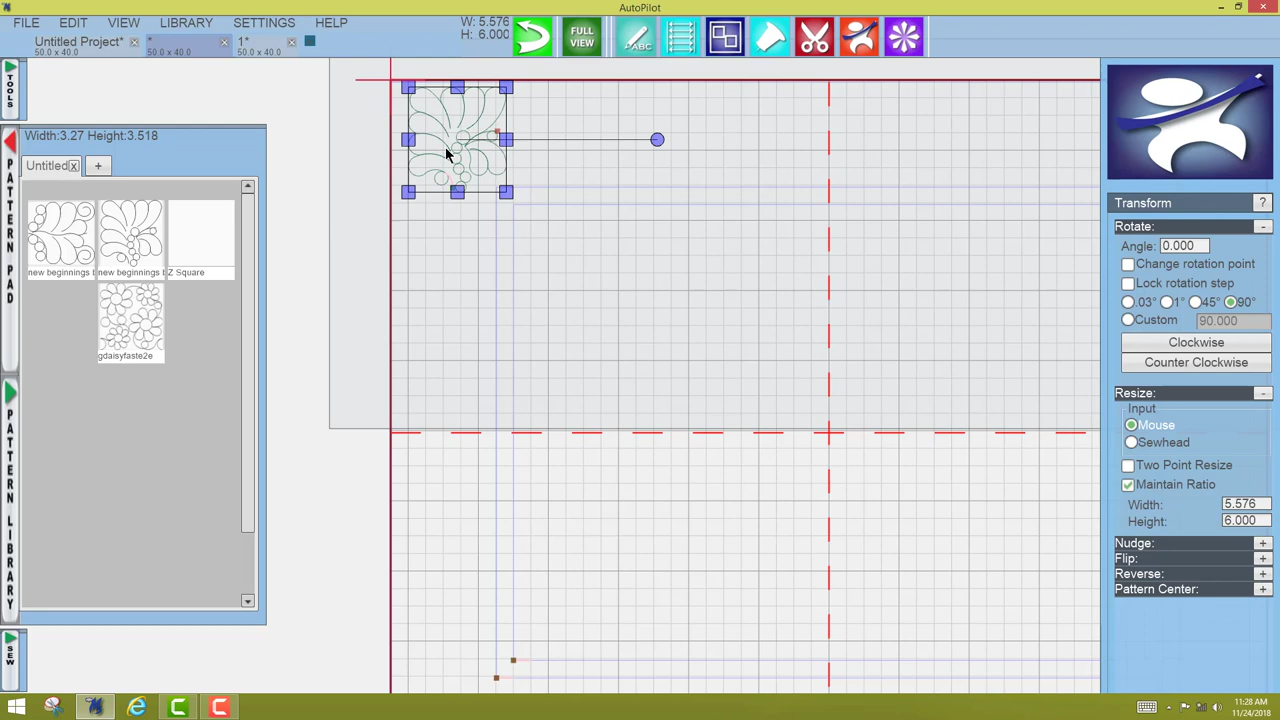 AutoPilot
FILE EDIT VIEW LIBRARY SETTINGS HELP
W: 5.576
H: 6.000
FULL VIEW
ABC
Untitled Project* x
50.0 x 40.0
1* x
50.0 x 40.0
50.0 x 40.0
TOOLS
PATTERN PAD
PATTERN LIBRARY
SEW
Width:3.27 Height:3.518
Untitled x
+
new beginnings b
new beginnings b
Z Square
gdaisyfaste2e
Transform ?
Rotate: -
Angle: 0.000
Change rotation point
Lock rotation step
.03° 1° 45° 90°
Custom 90.000
Clockwise
Counter Clockwise
Resize: -
Input
Mouse
Sewhead
Two Point Resize
Maintain Ratio
Width: 5.576
Height: 6.000
Nudge: +
Flip: +
Reverse: +
Pattern Center: +
11:28 AM
11/24/2018